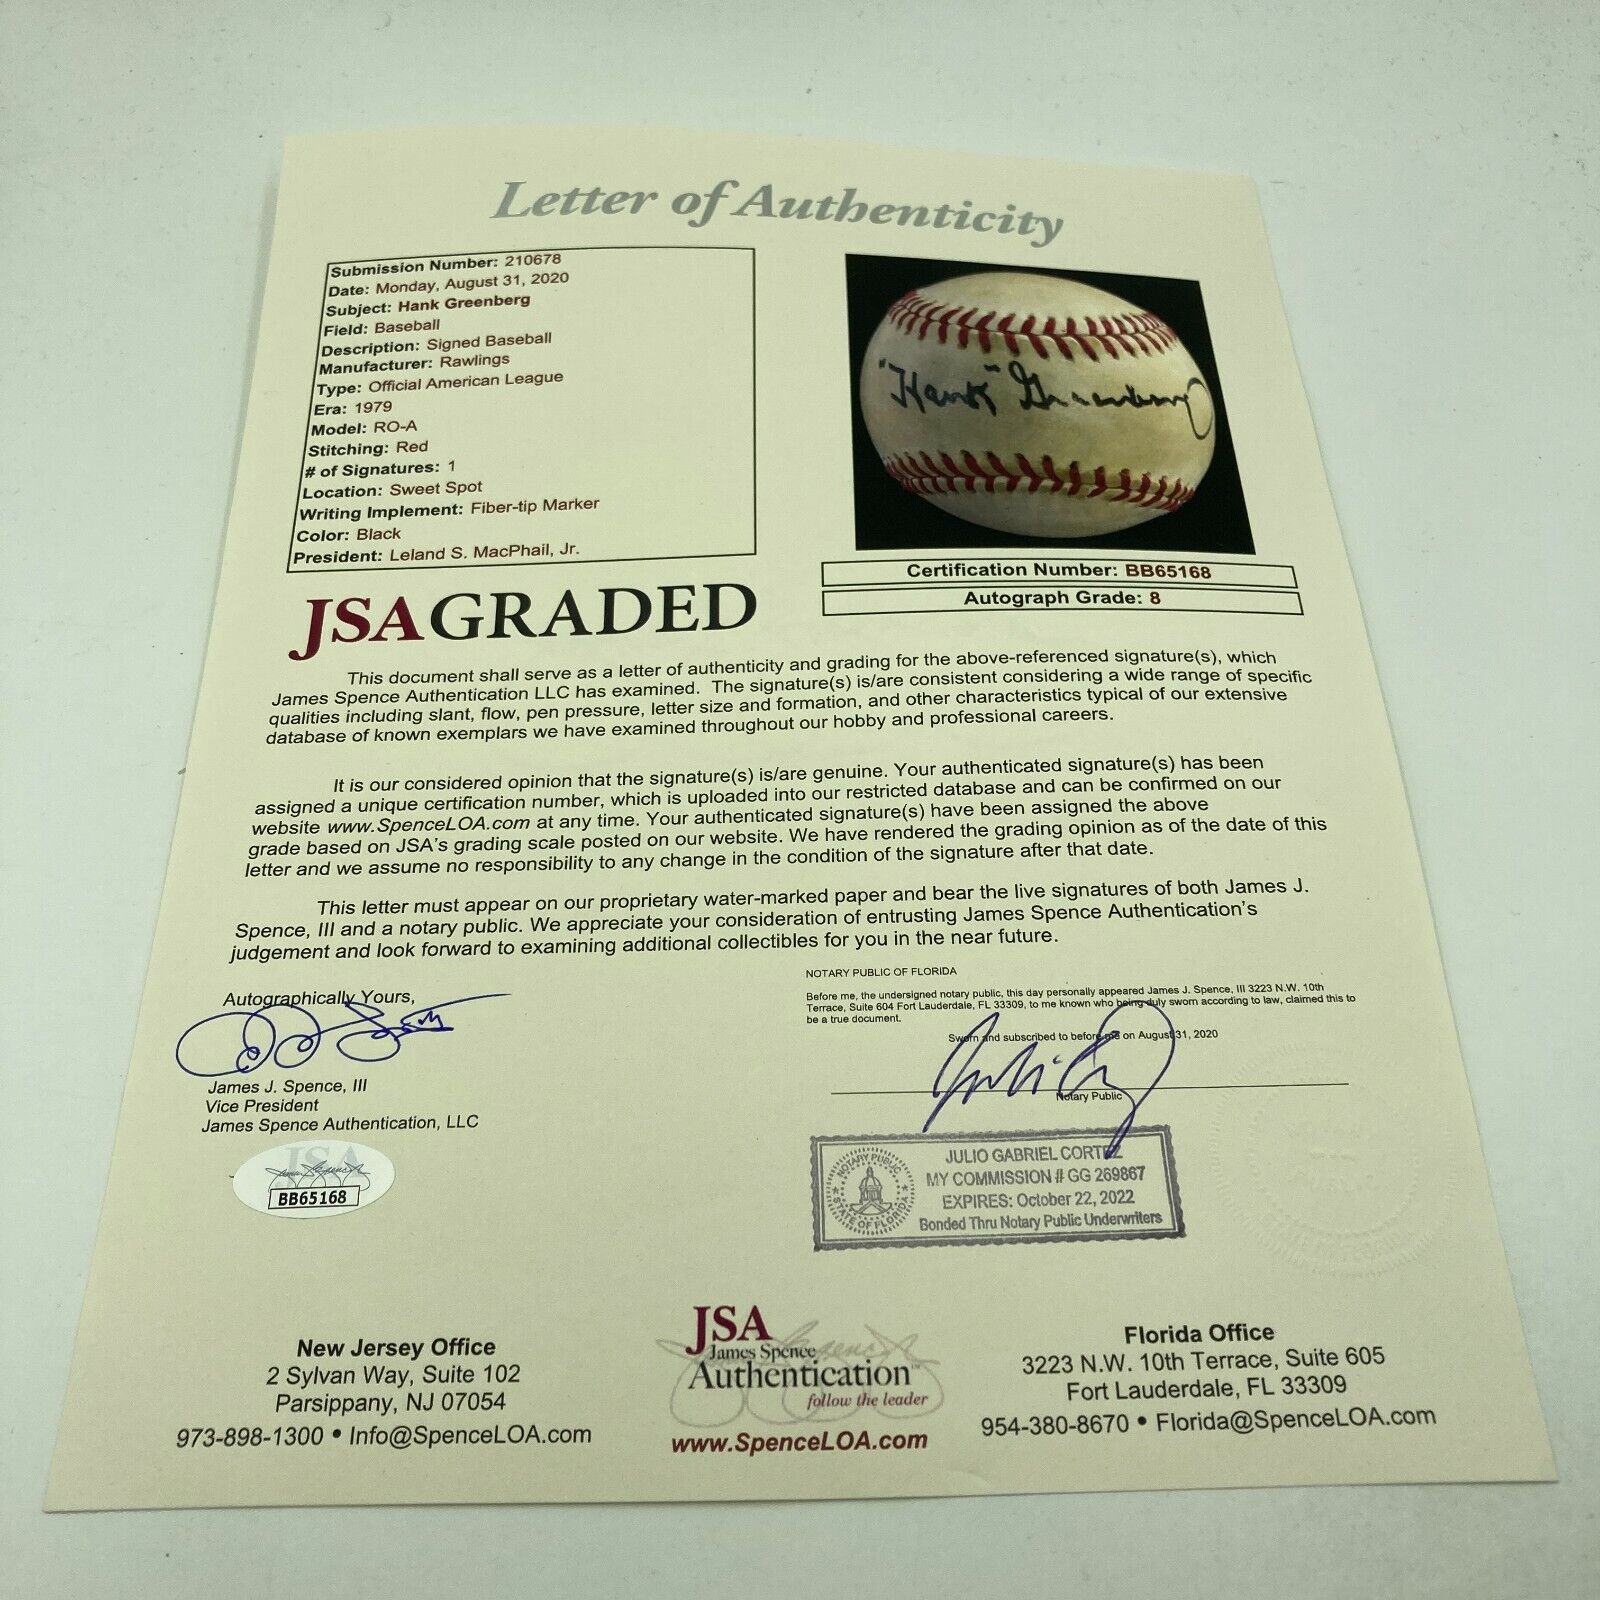 Letter of Authenticity
Submission Number: 210678
Date: Monday, August 31, 2020
Subject: Hank Greenberg
Field: Baseball
Description: Signed Baseball
Manufacturer: Rawlings
Type: Official American League
Era: 1979
Model: RO-A
Stitching: Red
# of Signatures: 1
Location: Sweet Spot
Writing Implement: Fiber-tip Marker
Color: Black
President: Leland S. MacPhail, Jr.
"Hank" Greenberg
Certification Number: BB65168
Autograph Grade: 8
JSAGRADED
This document shall serve as a letter of authenticity and grading for the above-referenced signature(s), which
James Spence Authentication LLC has examined. The signature(s) is/are consistent considering a wide range of specific
qualities including slant, flow, pen pressure, letter size and formation, and other characteristics typical of our extensive
database of known exemplars we have examined throughout our hobby and professional careers.
It is our considered opinion that the signature(s) is/are genuine. Your authenticated signature(s) has been
assigned a unique certification number, which is uploaded into our restricted database and can be confirmed on our
website www.SpenceLOA.com at any time. Your authenticated signature(s) have been assigned the above
grade based on JSA's grading scale posted on our website. We have rendered the grading opinion as of the date of this
letter and we assume no responsibility to any change in the condition of the signature after that date.
This letter must appear on our proprietary water-marked paper and bear the live signatures of both James J.
Spence, III and a notary public. We appreciate your consideration of entrusting James Spence Authentication's
judgement and look forward to examining additional collectibles for you in the near future.
Autographically Yours,
James J. Spence, III
Vice President
James Spence Authentication, LLC
JSA
BB65168
NOTARY PUBLIC OF FLORIDA
Before me, the undersigned notary public, this day personally appeared James J. Spence, III 3223 N.W. 10th
Terrace, Suite 604 Fort Lauderdale, FL 33309, to me known who being duly sworn according to law, claimed this to
be a true document.
Sworn and subscribed to before me on August 31, 2020
Notary Public
NOTARY PUBLIC
STATE OF FLORIDA
JULIO GABRIEL CORTEZ
MY COMMISSION # GG 269867
EXPIRES: October 22, 2022
Bonded Thru Notary Public Underwriters
New Jersey Office
2 Sylvan Way, Suite 102
Parsippany, NJ 07054
973-898-1300 • Info@SpenceLOA.com
JSA
James Spence
Authentication™
follow the leader
www.SpenceLOA.com
Florida Office
3223 N.W. 10th Terrace, Suite 605
Fort Lauderdale, FL 33309
954-380-8670 • Florida@SpenceLOA.com